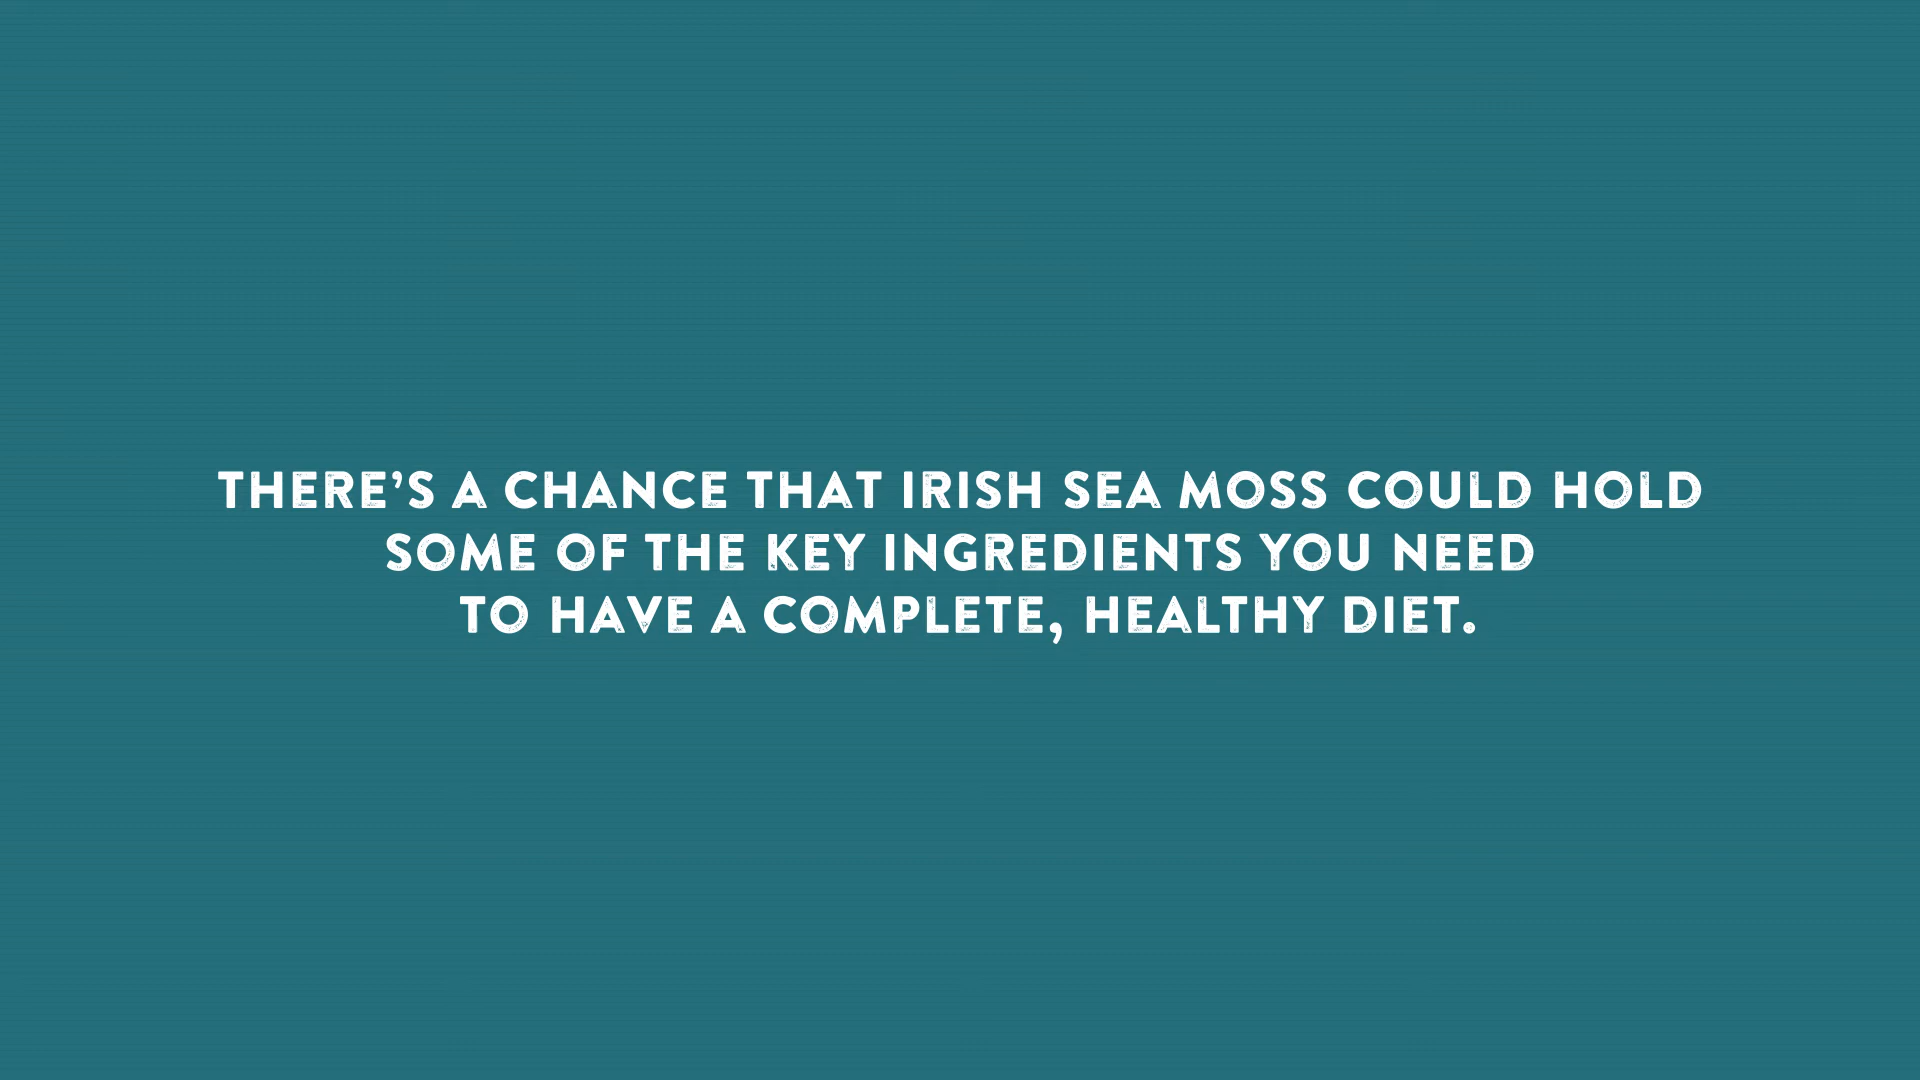 THERE’S A CHANCE THAT IRISH SEA MOSS COULD HOLD
SOME OF THE KEY INGREDIENTS YOU NEED
TO HAVE A COMPLETE, HEALTHY DIET.